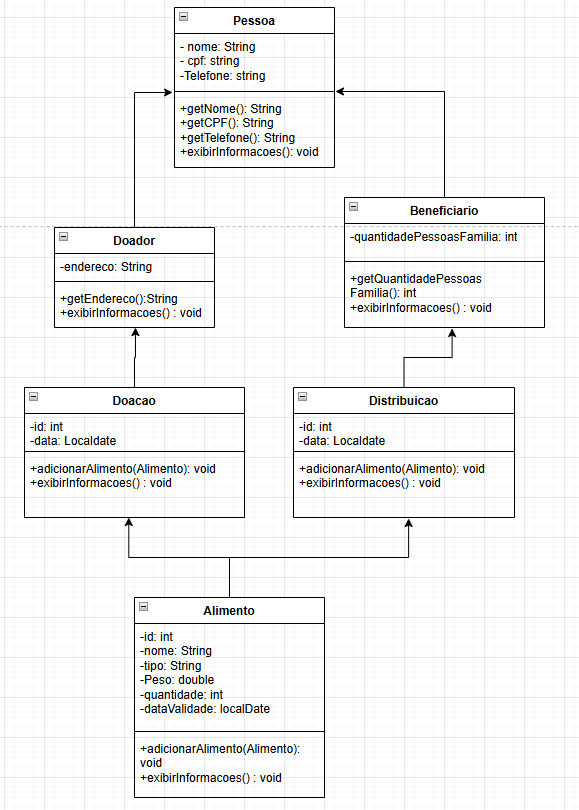 Pessoa
- nome: String
- cpf: string
-Telefone: string
+getNome(): String
+getCPF(): String
+getTelefone(): String
+exibirInformacoes(): void
Doador
-endereco: String
+getEndereco():String
+exibirInformacoes() : void
Beneficiario
-quantidadePessoasFamilia: int
+getQuantidadePessoas
Familia(): int
+exibirInformacoes() : void
Doacao
-id: int
-data: Localdate
+adicionarAlimento(Alimento): void
+exibirInformacoes() : void
Distribuicao
-id: int
-data: Localdate
+adicionarAlimento(Alimento): void
+exibirInformacoes() : void
Alimento
-id: int
-nome: String
-tipo: String
-Peso: double
-quantidade: int
-dataValidade: localDate
+adicionarAlimento(Alimento):
void
+exibirInformacoes() : void